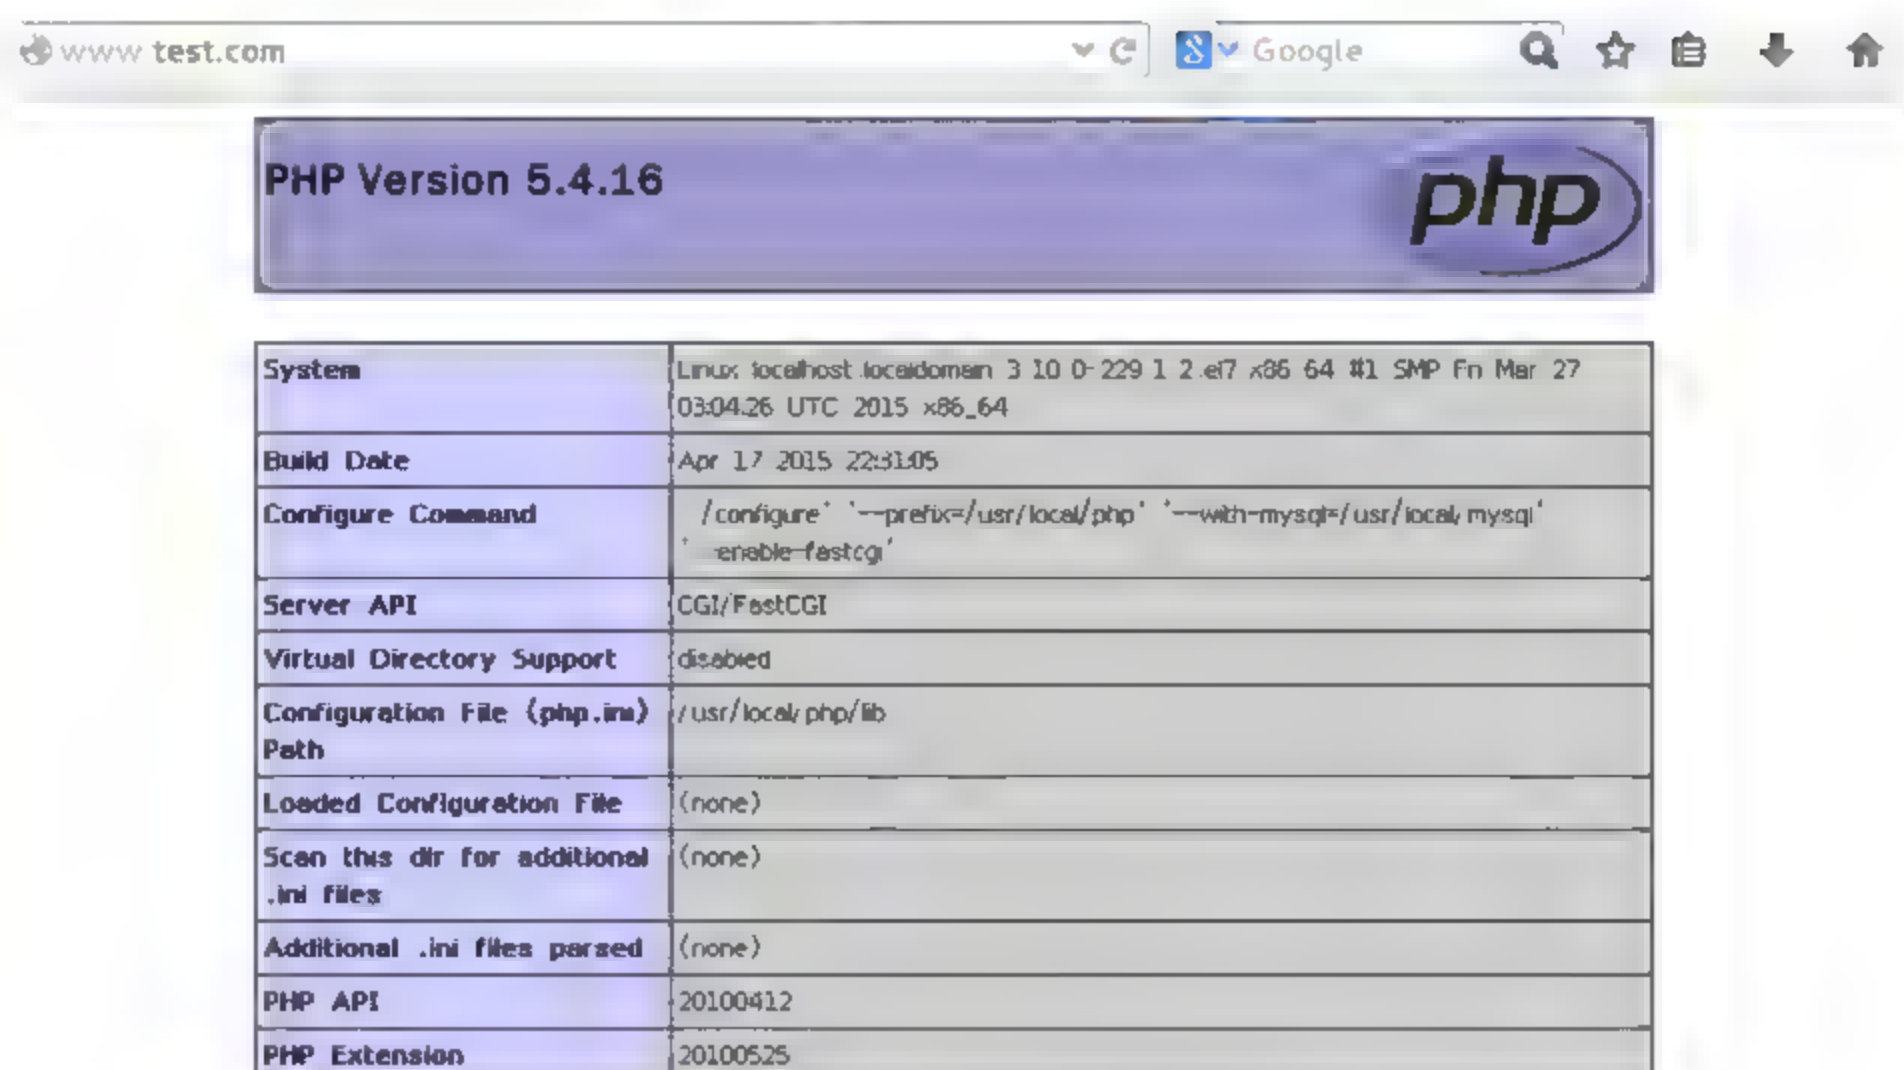 www test.com
Google
PHP Version 5.4.16
php
System
Linux localhost.localdomain 3 10 0-229 1 2.el7 x86 64 #1 SMP Fri Mar 27
03:04:26 UTC 2015 x86_64
Build Date
Apr 17 2015 22:31:05
Configure Command
/configure' '--prefix=/usr/local/php' '--with-mysql=/usr/local/mysql'
' enable-fastcgi'
Server API
CGI/FastCGI
Virtual Directory Support
disabled
Configuration File (php.ini)
Path
/usr/local/php/lib
Loaded Configuration File
(none)
Scan this dir for additional
.ini files
(none)
Additional .ini files parsed
(none)
PHP API
20100412
PHP Extension
20100525